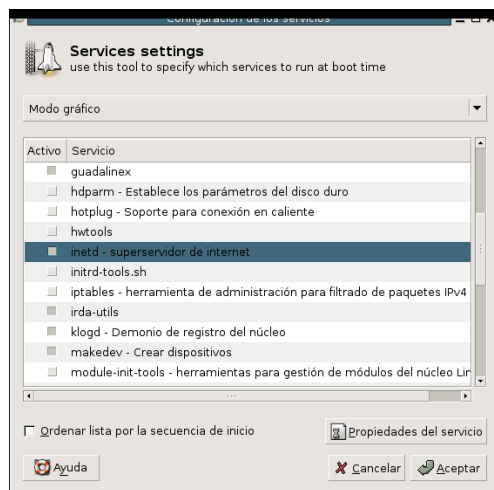 Configuración de los servicios
Services settings
use this tool to specify which services to run at boot time
Modo gráfico
Activo Servicio
guadalinex
hdparm - Establece los parámetros del disco duro
hotplug - Soporte para conexión en caliente
hwtools
inetd - superservidor de internet
initrd-tools.sh
iptables - herramienta de administración para filtrado de paquetes IPv4
irda-utils
klogd - Demonio de registro del núcleo
makedev - Crear dispositivos
module-init-tools - herramientas para gestión de módulos del núcleo Lin
Ordenar lista por la secuencia de inicio
Propiedades del servicio
Ayuda Cancelar Aceptar